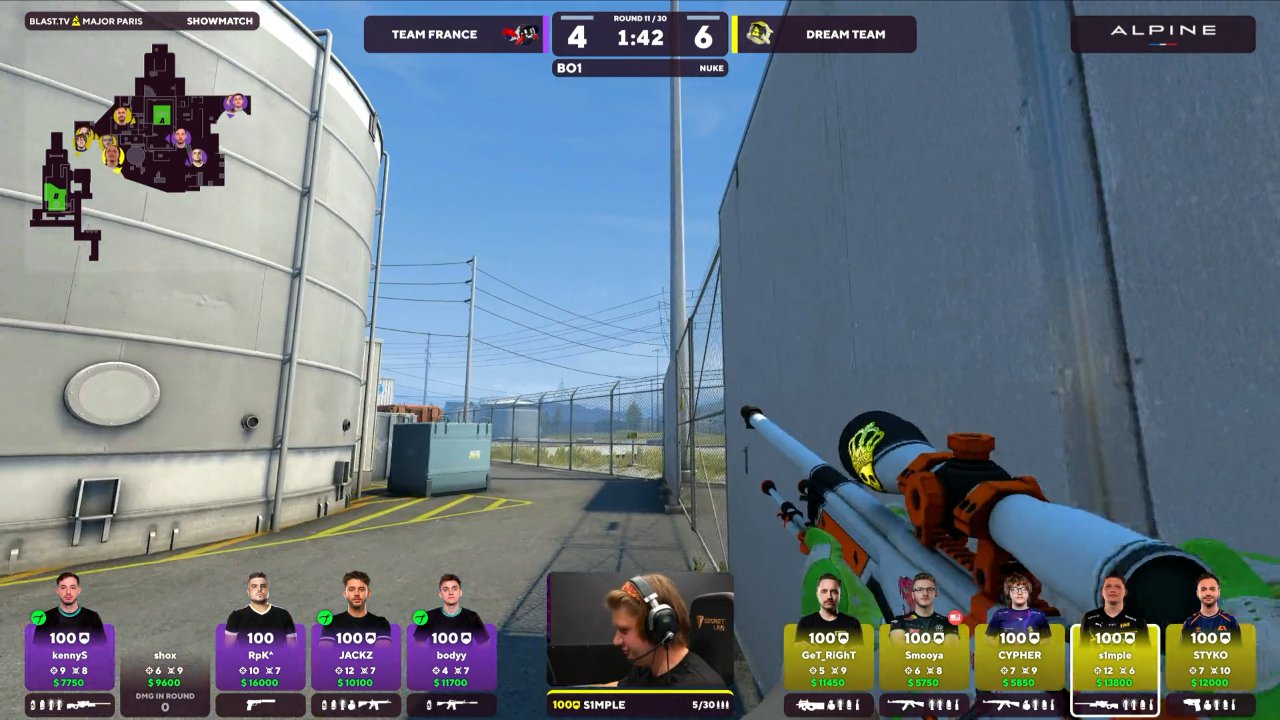 BLAST.TV MAJOR PARIS SHOWMATCH
TEAM FRANCE
4
ROUND 11 / 30
1:42
6
DREAM TEAM
ALPINE
BO1 NUKE
A
B
100 kennyS 9 8 $7750
shox 6 9 $9600 DMG IN ROUND 0
100 RpK^ 10 7 $16000
100 JACKZ 12 7 $10100
100 bodyy 4 7 $11700
SECRET LAB
100 S1MPLE 5/30
100 GeT_RiGhT 5 9 $11450
100 Smooya 6 8 $5750
100 CYPHER 7 9 $5850
100 s1mple 12 6 $13800
100 STYKO 7 10 $12000